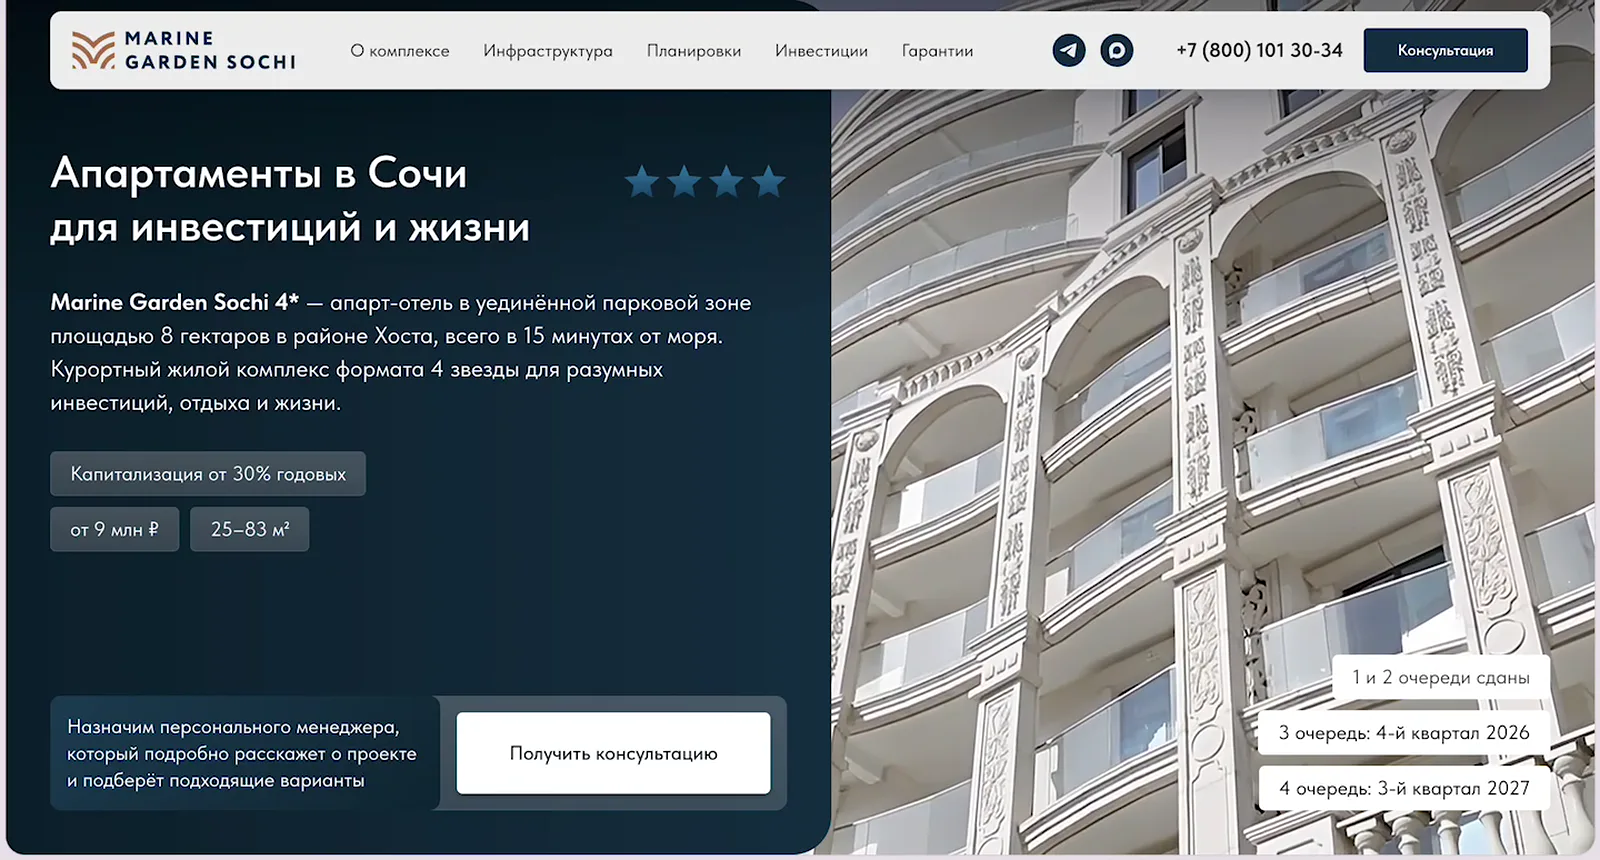 MARINE
GARDEN SOCHI
О комплексе
Инфраструктура
Планировки
Инвестиции
Гарантии
+7 (800) 101 30-34
Консультация
Апартаменты в Сочи
для инвестиций и жизни
Marine Garden Sochi 4* — апарт-отель в уединённой парковой зоне
площадью 8 гектаров в районе Хоста, всего в 15 минутах от моря.
Курортный жилой комплекс формата 4 звезды для разумных
инвестиций, отдыха и жизни.
Капитализация от 30% годовых
от 9 млн ₽
25–83 м²
Назначим персонального менеджера,
который подробно расскажет о проекте
и подберёт подходящие варианты
Получить консультацию
1 и 2 очереди сданы
3 очередь: 4-й квартал 2026
4 очередь: 3-й квартал 2027